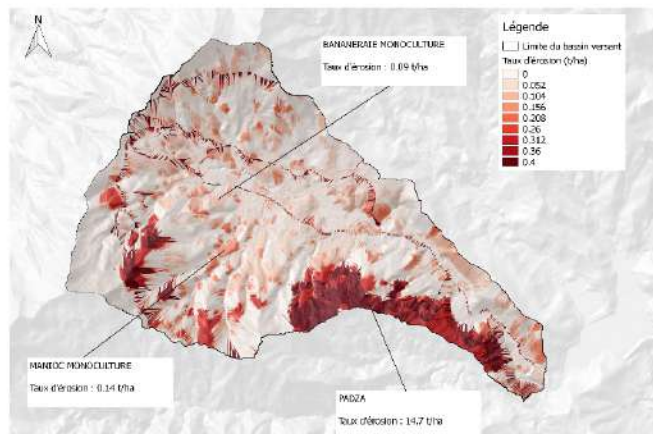 N
BANANERAIE MONOCULTURE
Taux d'érosion : 0.09 t/ha
Légende
Limite du bassin versant
Taux d'érosion (t/ha)
0
0.052
0.104
0.156
0.208
0.26
0.312
0.36
0.4
MANIOC MONOCULTURE
Taux d'érosion : 0.14 t/ha
PADZA
Taux d'érosion : 14.7 t/ha